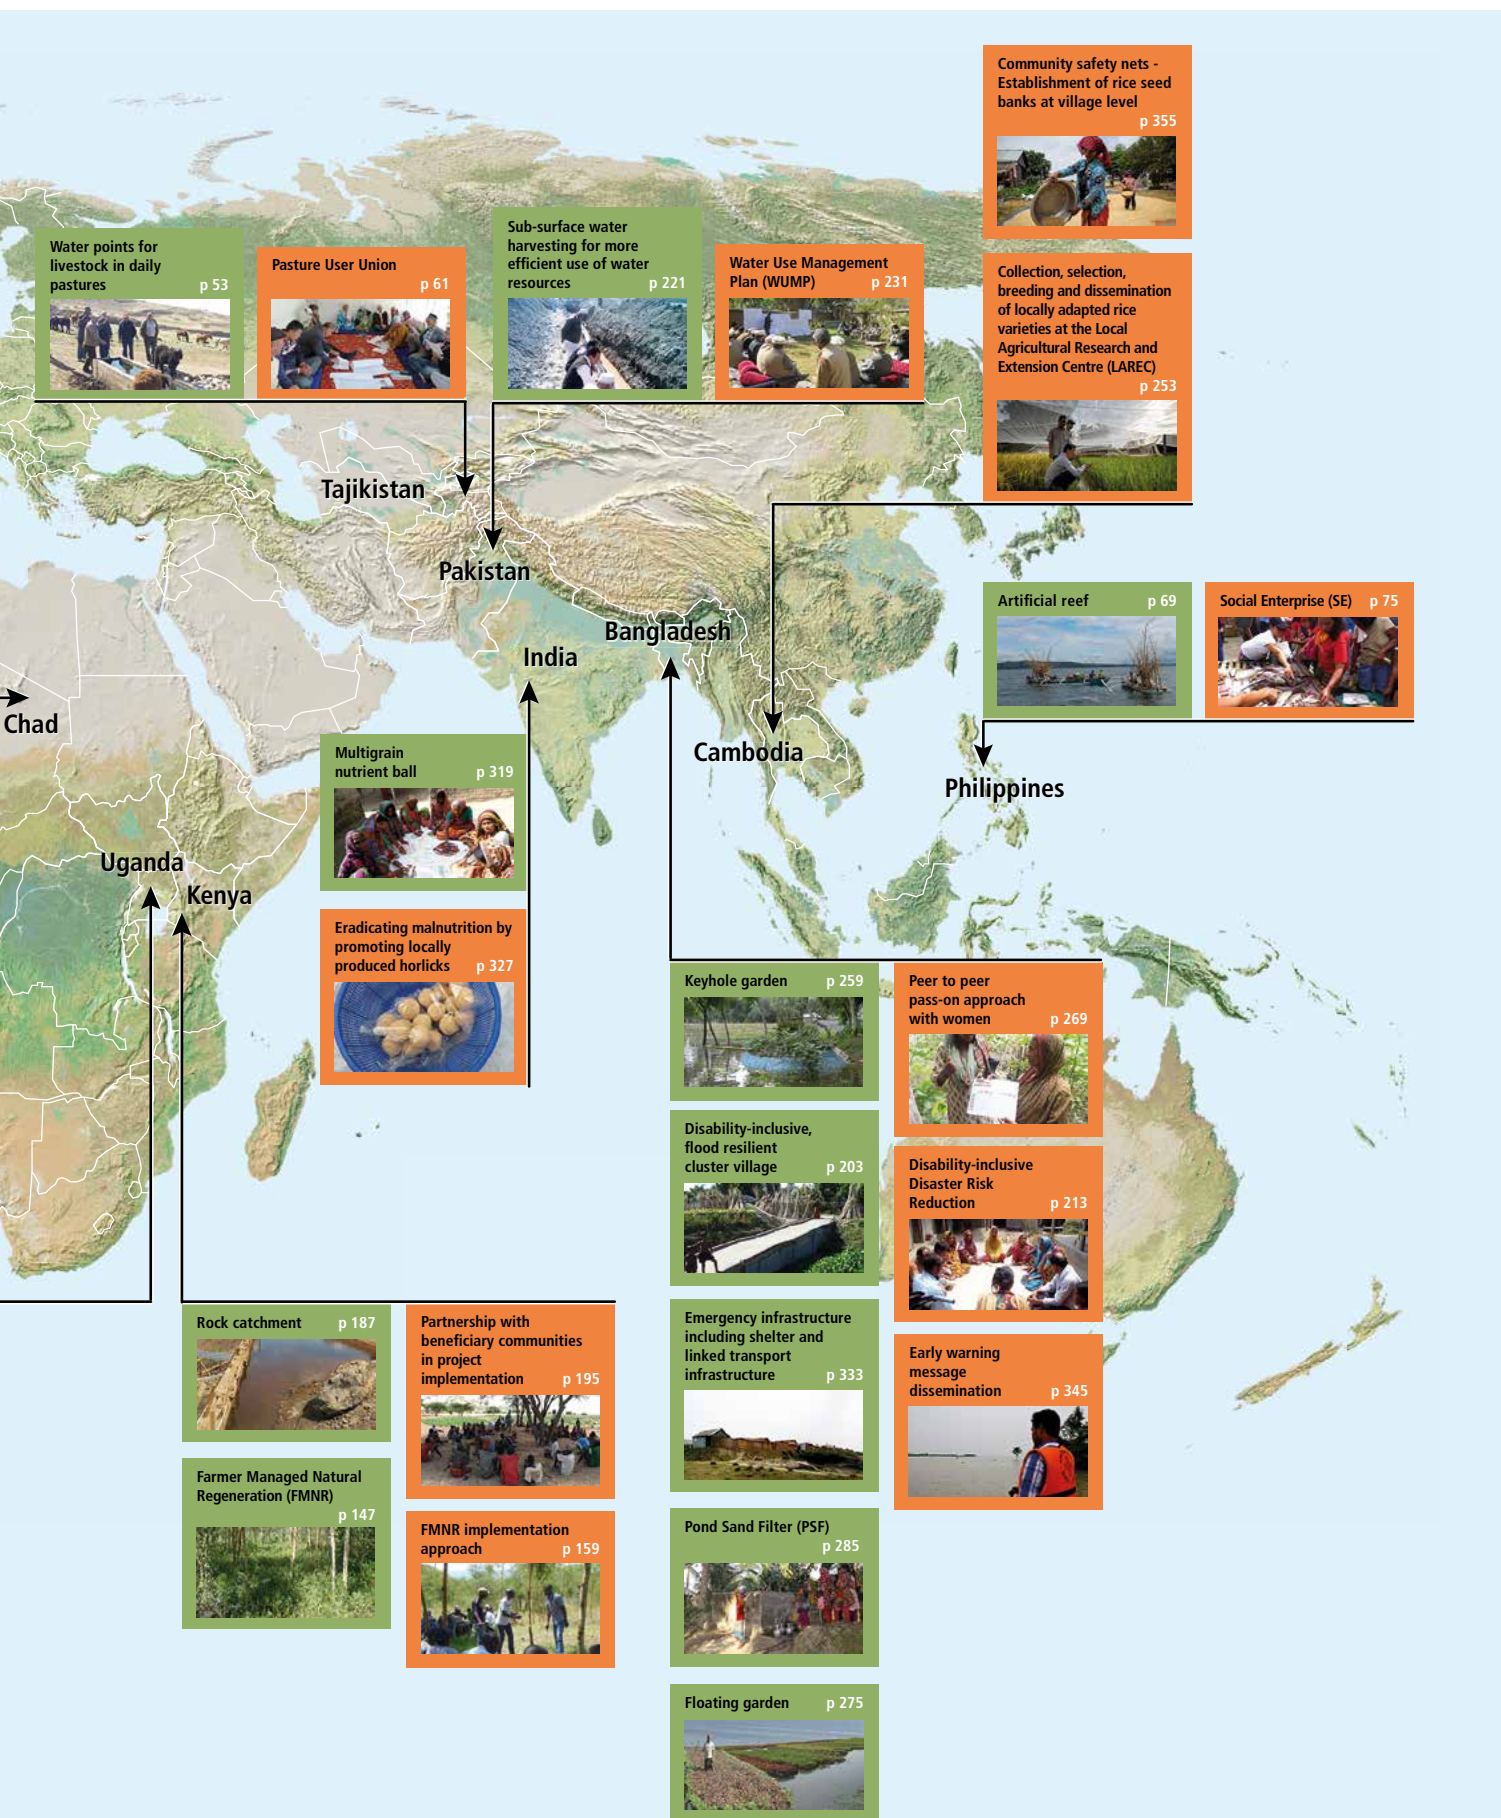 Community safety nets -
Establishment of rice seed
banks at village level
p 355
Water points for
livestock in daily
pastures p 53
Pasture User Union
p 61
Sub-surface water
harvesting for more
efficient use of water
resources p 221
Water Use Management
Plan (WUMP) p 231
Collection, selection,
breeding and dissemination
of locally adapted rice
varieties at the Local
Agricultural Research and
Extension Centre (LAREC)
p 253
Tajikistan
Pakistan
Bangladesh
India
Artificial reef p 69
Social Enterprise (SE) p 75
Chad
Cambodia
Philippines
Multigrain
nutrient ball p 319
Uganda
Kenya
Eradicating malnutrition by
promoting locally
produced horlicks p 327
Keyhole garden p 259
Peer to peer
pass-on approach
with women p 269
Disability-inclusive,
flood resilient
cluster village p 203
Disability-inclusive
Disaster Risk
Reduction p 213
Rock catchment p 187
Partnership with
beneficiary communities
in project
implementation p 195
Emergency infrastructure
including shelter and
linked transport
infrastructure p 333
Early warning
message
dissemination p 345
Farmer Managed Natural
Regeneration (FMNR)
p 147
FMNR implementation
approach p 159
Pond Sand Filter (PSF)
p 285
Floating garden p 275